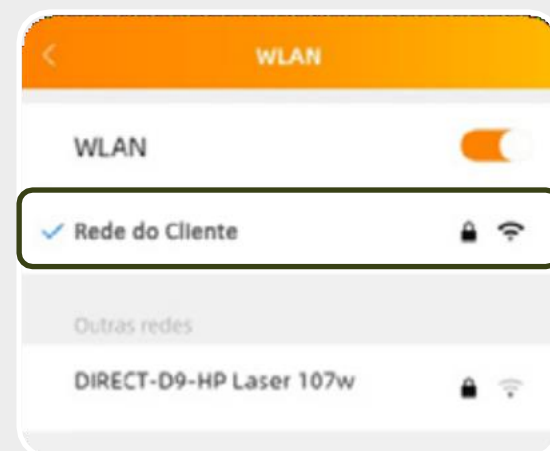 WLAN
WLAN
Rede do Cliente
Outras redes
DIRECT-D9-HP Laser 107w